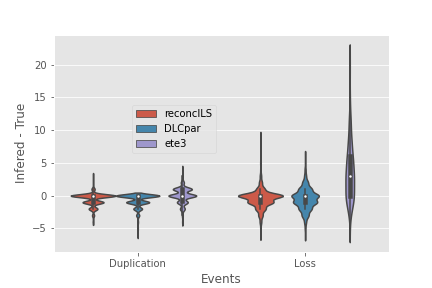 20
15
10
5
0
−5
Infered - True
reconcILS
DLCpar
ete3
Duplication
Loss
Events